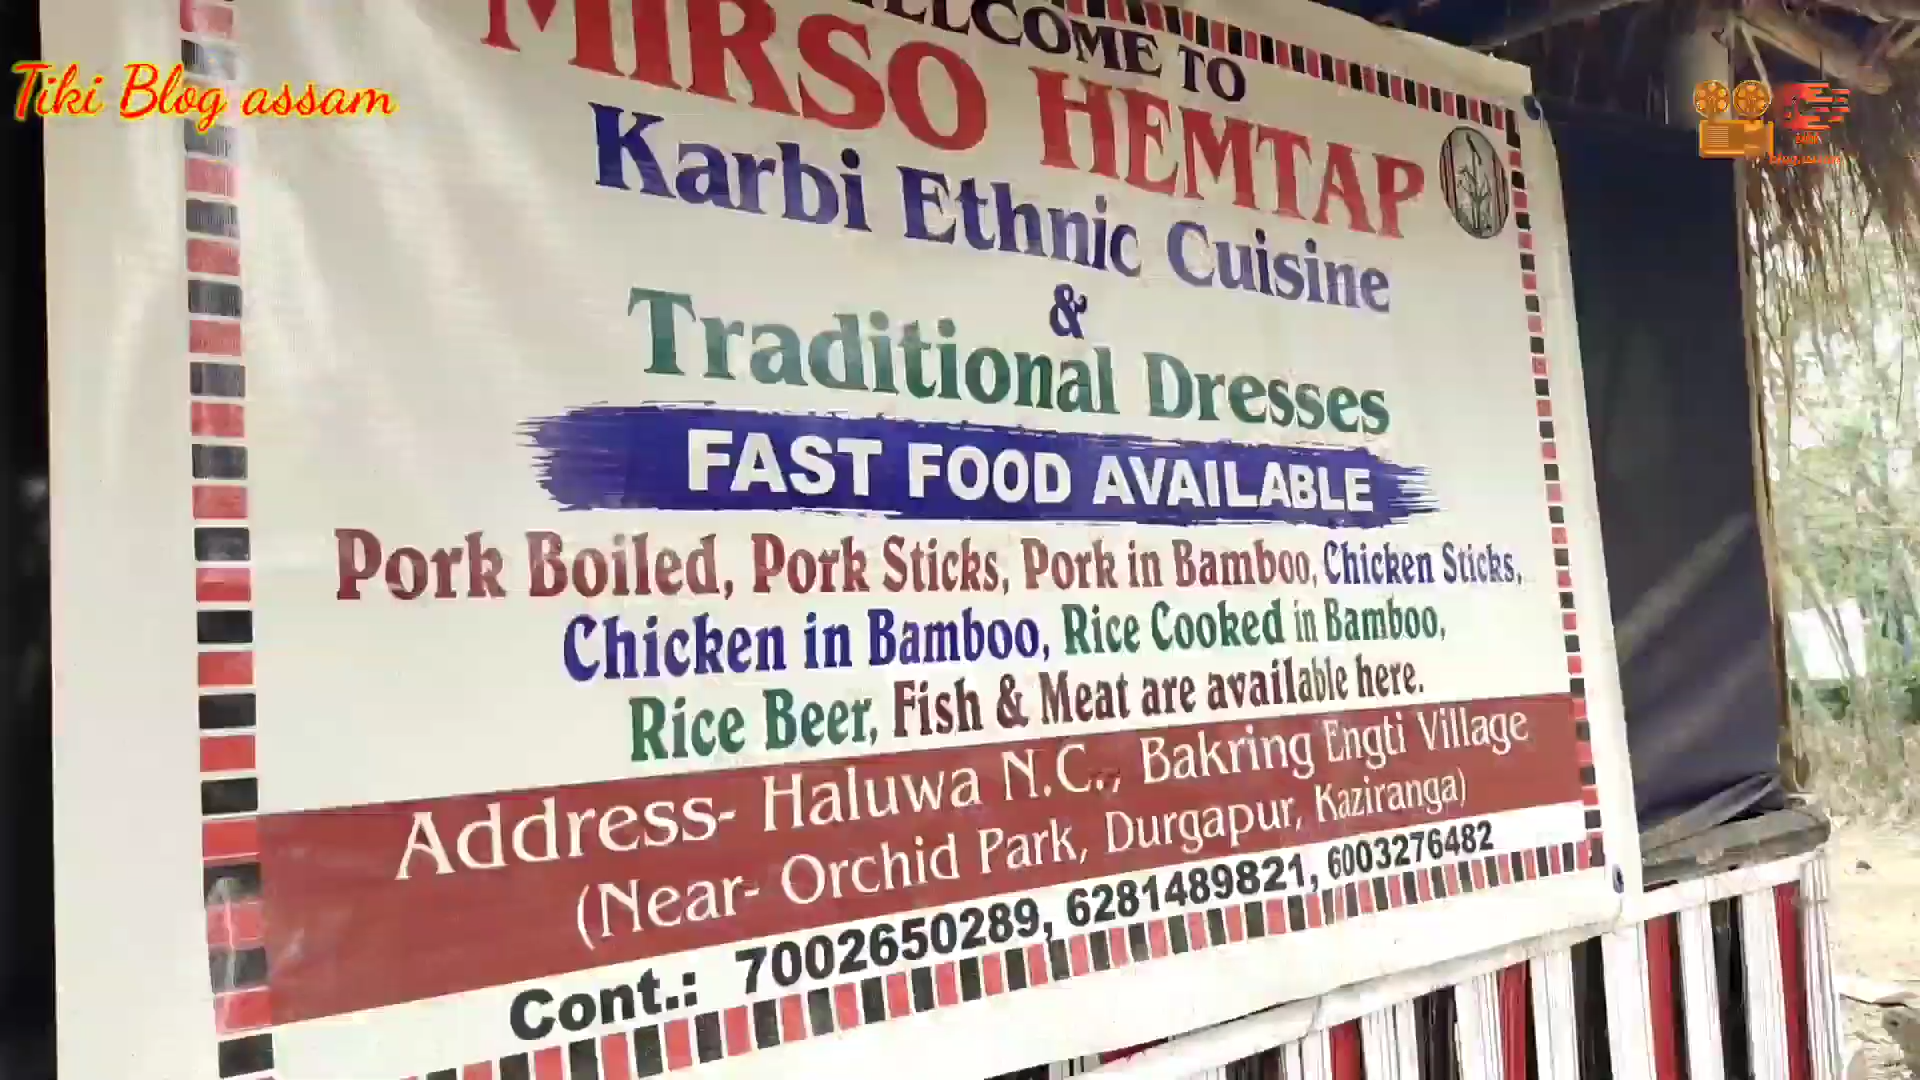 Tiki Blog assam
WELCOME TO
MIRSO HEMTAP
Karbi Ethnic Cuisine
&
Traditional Dresses
FAST FOOD AVAILABLE
Pork Boiled, Pork Sticks, Pork in Bamboo, Chicken Sticks,
Chicken in Bamboo, Rice Cooked in Bamboo,
Rice Beer, Fish & Meat are available here.
Address- Haluwa N.C., Bakring Engti Village
(Near- Orchid Park, Durgapur, Kaziranga)
Cont.: 7002650289, 6281489821, 6003276482